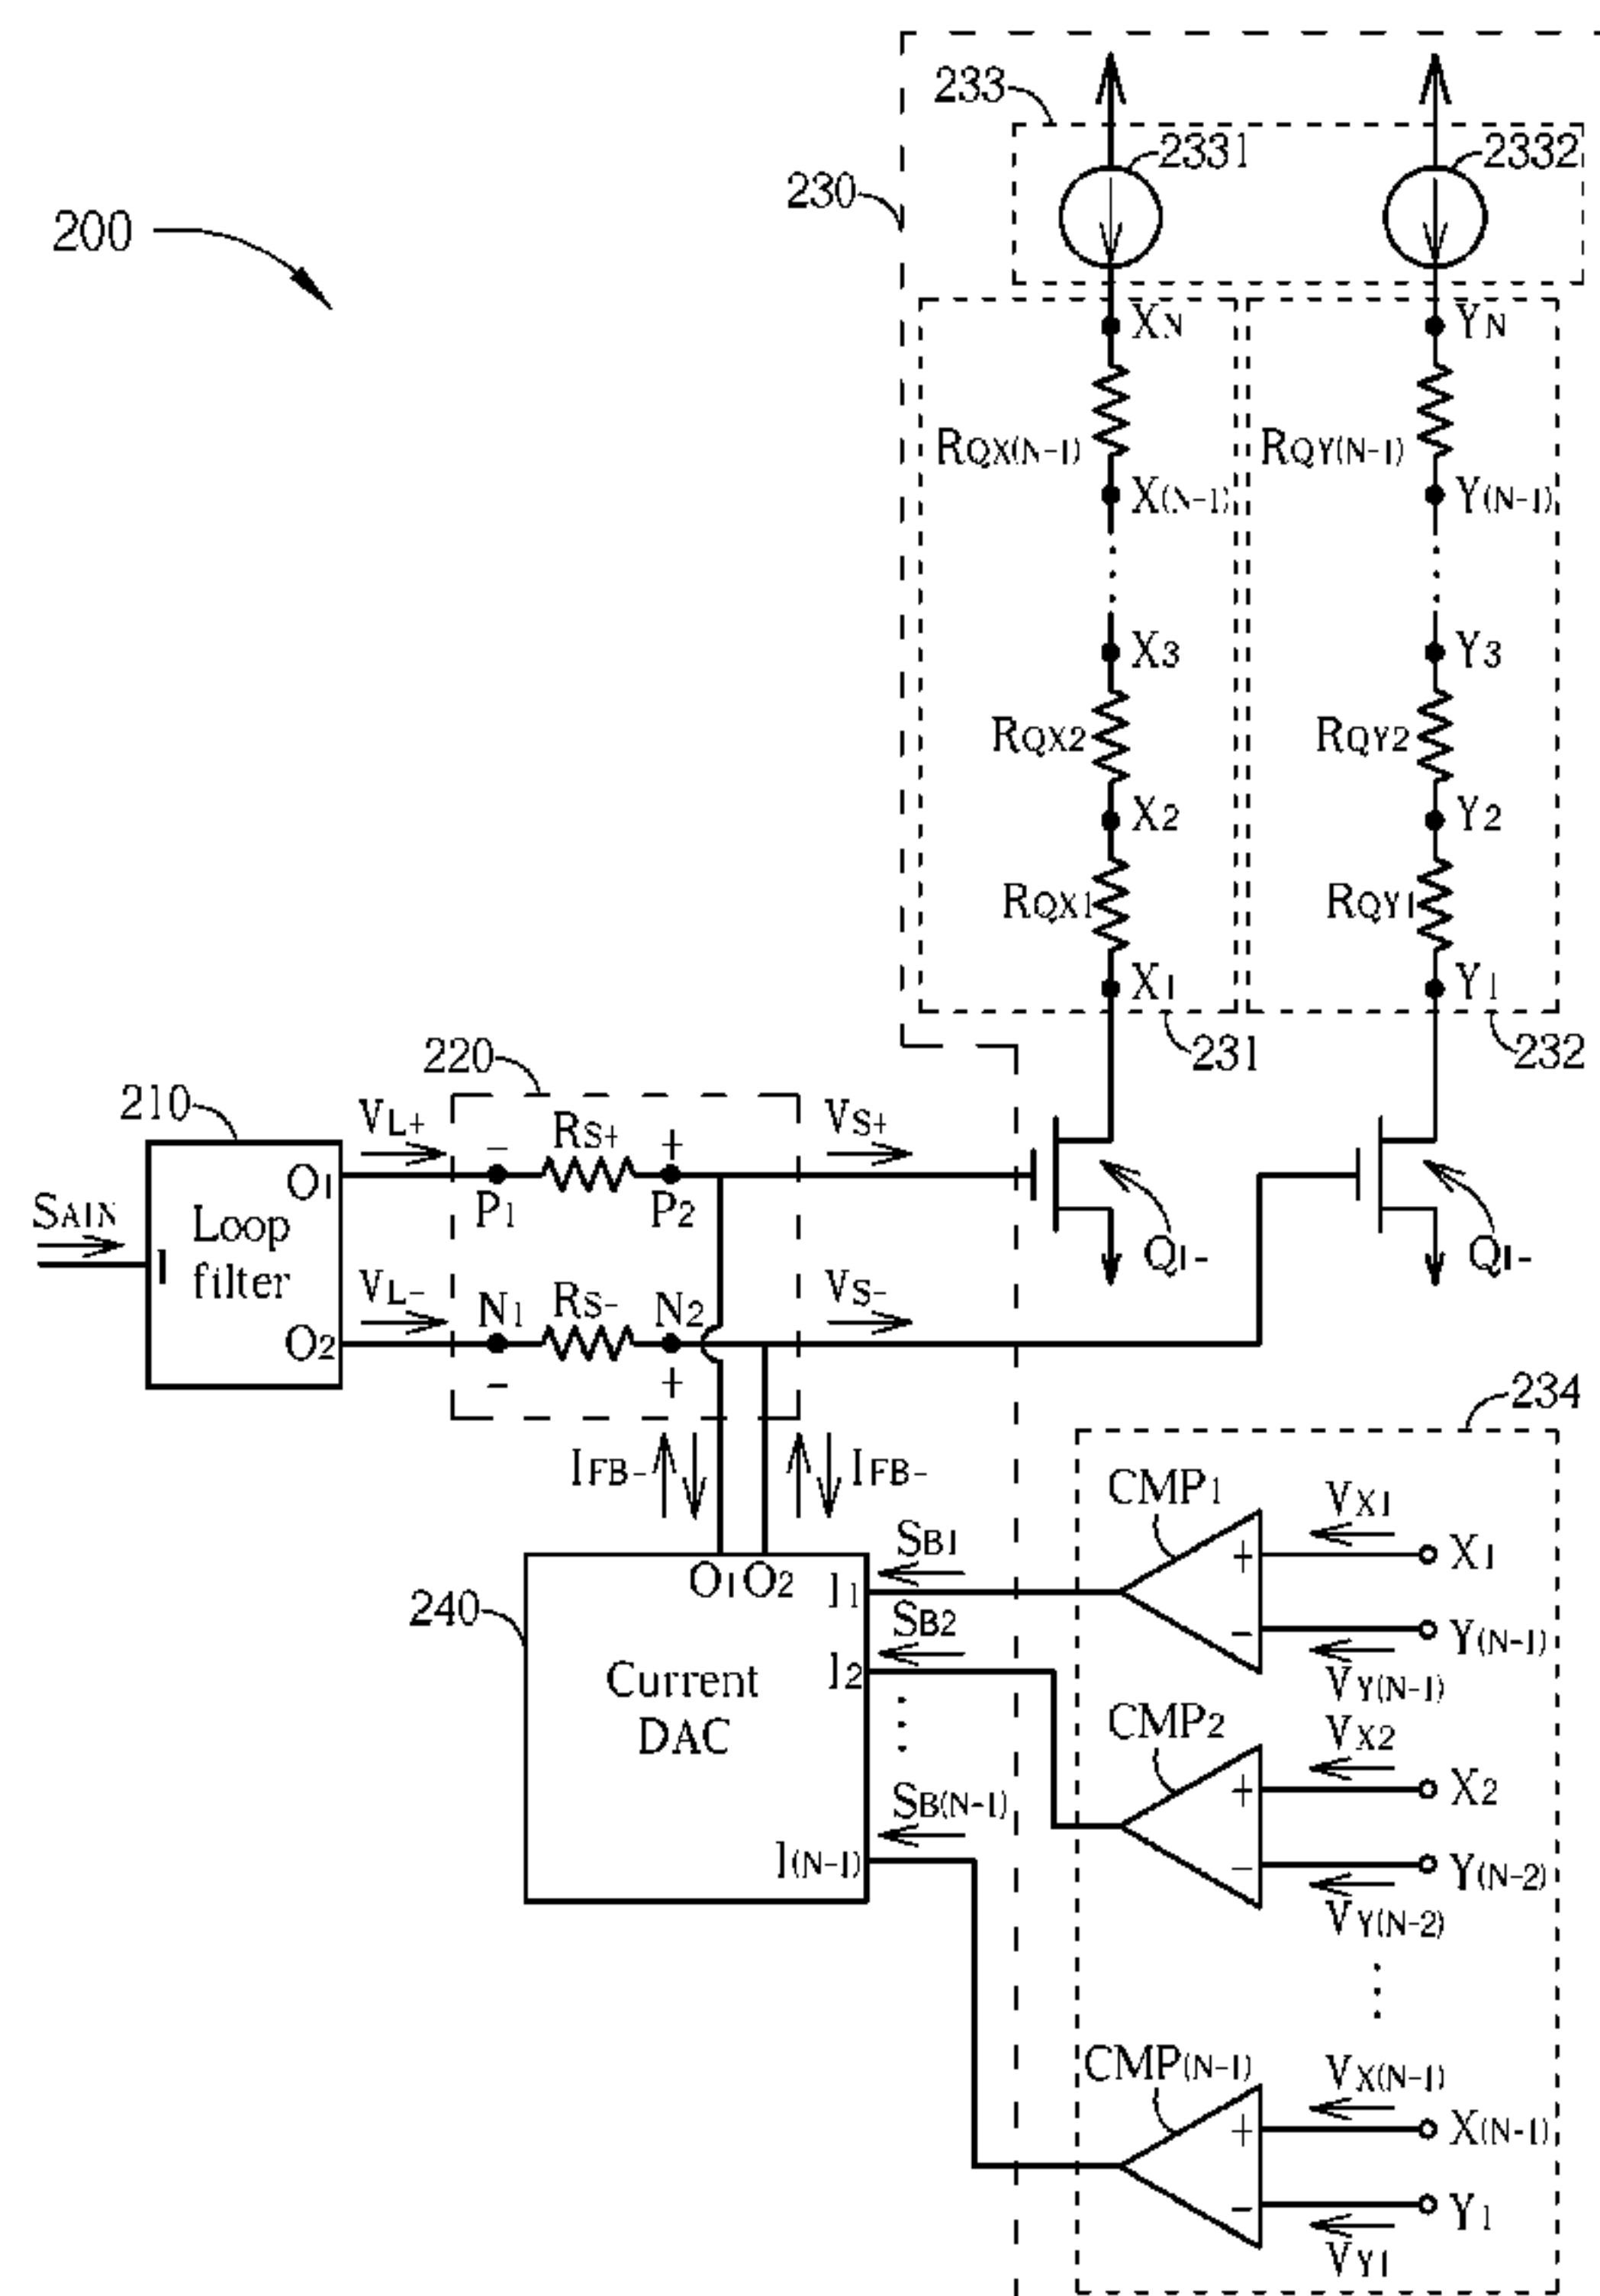 200
230
233
2331
2332
XN
YN
RQX(N-1)
RQY(N-1)
X(N-1)
Y(N-1)
X3
Y3
RQX2
RQY2
X2
Y2
RQX1
RQY1
X1
Y1
231
232
210
220
VL+
- RS+ +
VS+
SAIN
I
Loop
filter
O1
O2
P1
P2
QI-
QI-
VL-
N1 RS- N2
VS-
- +
IFB-
IFB-
234
240
O1 O2
Current
DAC
I1
I2
I(N-1)
SB1
SB2
SB(N-1)
CMP1
+
-
VX1
X1
Y(N-1)
VY(N-1)
CMP2
+
-
VX2
X2
Y(N-2)
VY(N-2)
CMP(N-1)
+
-
VX(N-1)
X(N-1)
Y1
VY1